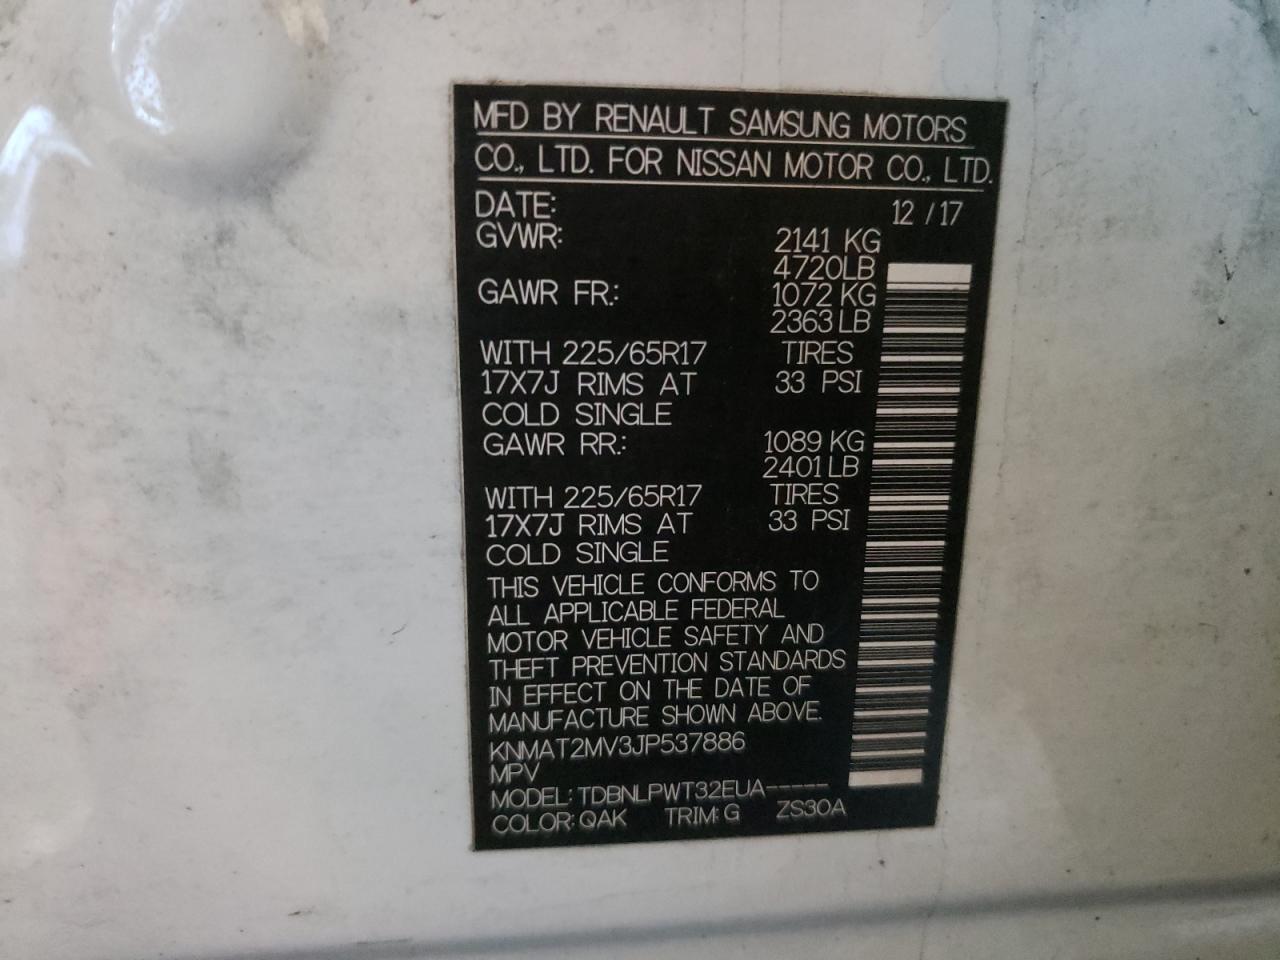 MFD BY RENAULT SAMSUNG MOTORS
CO., LTD. FOR NISSAN MOTOR CO., LTD.
DATE: 12 / 17
GVWR: 2141 KG
4720LB
GAWR FR.: 1072 KG
2363 LB
WITH 225/65R17 TIRES
17X7J RIMS AT 33 PSI
COLD SINGLE
GAWR RR.: 1089 KG
2401 LB
WITH 225/65R17 TIRES
17X7J RIMS AT 33 PSI
COLD SINGLE
THIS VEHICLE CONFORMS TO
ALL APPLICABLE FEDERAL
MOTOR VEHICLE SAFETY AND
THEFT PREVENTION STANDARDS
IN EFFECT ON THE DATE OF
MANUFACTURE SHOWN ABOVE.
KNMAT2MV3JP537886
MPV
MODEL: TDBNLPWT32EUA-----
COLOR: QAK TRIM: G ZS30A